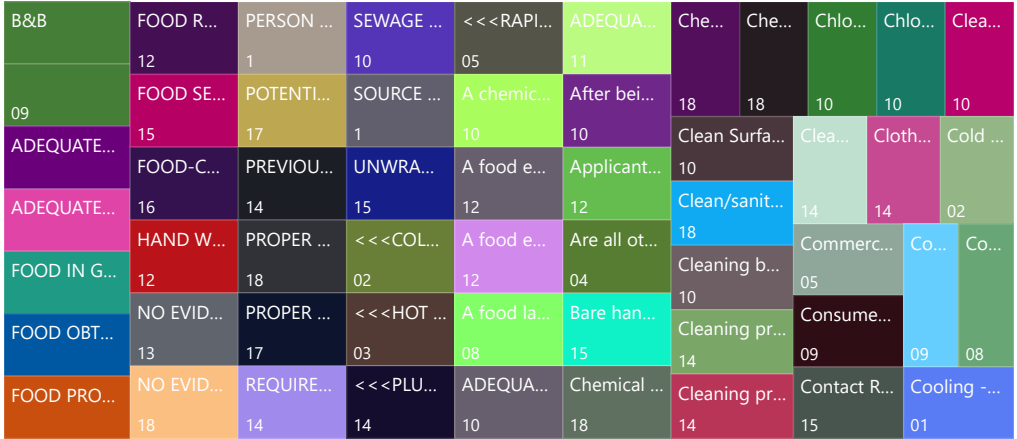 B&B
09
ADEQUATE...
ADEQUATE...
FOOD IN G...
FOOD OBT...
FOOD PRO...
FOOD R...
12
FOOD SE...
15
FOOD-C...
16
HAND W...
12
NO EVID...
13
NO EVID...
18
PERSON ...
1
POTENTI...
17
PREVIOU...
14
PROPER ...
18
PROPER ...
17
REQUIRE...
14
SEWAGE ...
10
SOURCE ...
1
UNWRA...
15
<<<COL...
02
<<<HOT ...
03
<<<PLU...
14
<<<RAPI...
05
A chemic...
10
A food e...
12
A food e...
12
A food la...
08
ADEQUA...
10
ADEQUA...
11
After bei...
10
Applicant...
12
Are all ot...
04
Bare han...
15
Chemical ...
18
Che...
18
Che...
18
Chlo...
10
Chlo...
10
Clea...
10
Clean Surfa...
10
Clean/sanit...
18
Cleaning b...
10
Cleaning pr...
14
Cleaning pr...
14
Clea...
14
Cloth...
14
Cold ...
02
Commerc...
05
Consume...
09
Contact R...
15
Co...
09
Co...
08
Cooling -...
01